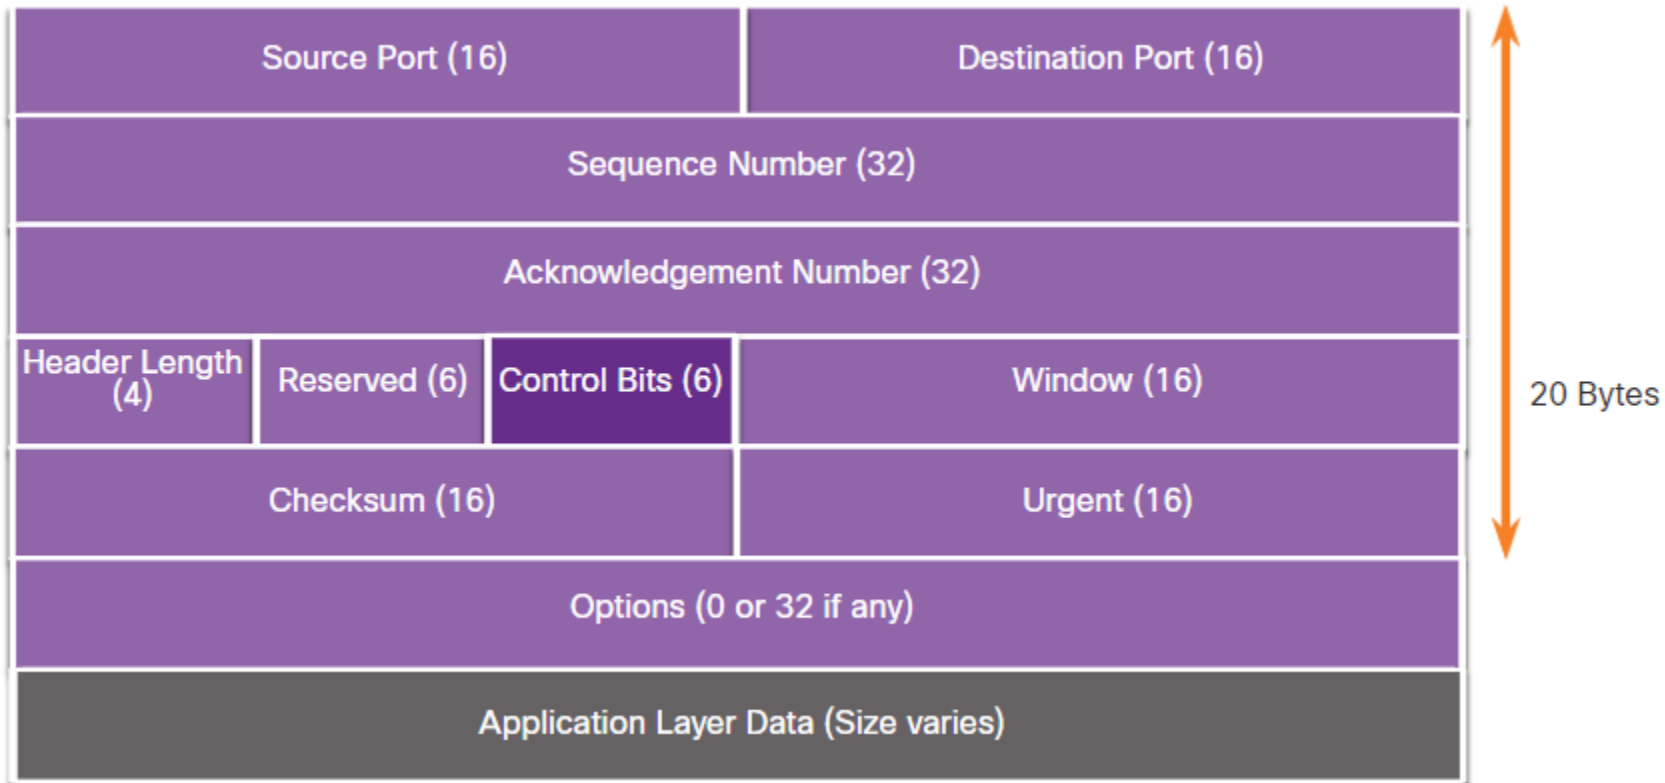 Source Port (16)
Destination Port (16)
Sequence Number (32)
Acknowledgement Number (32)
Header Length
(4)
Reserved (6)
Control Bits (6)
Window (16)
20 Bytes
Checksum (16)
Urgent (16)
Options (0 or 32 if any)
Application Layer Data (Size varies)